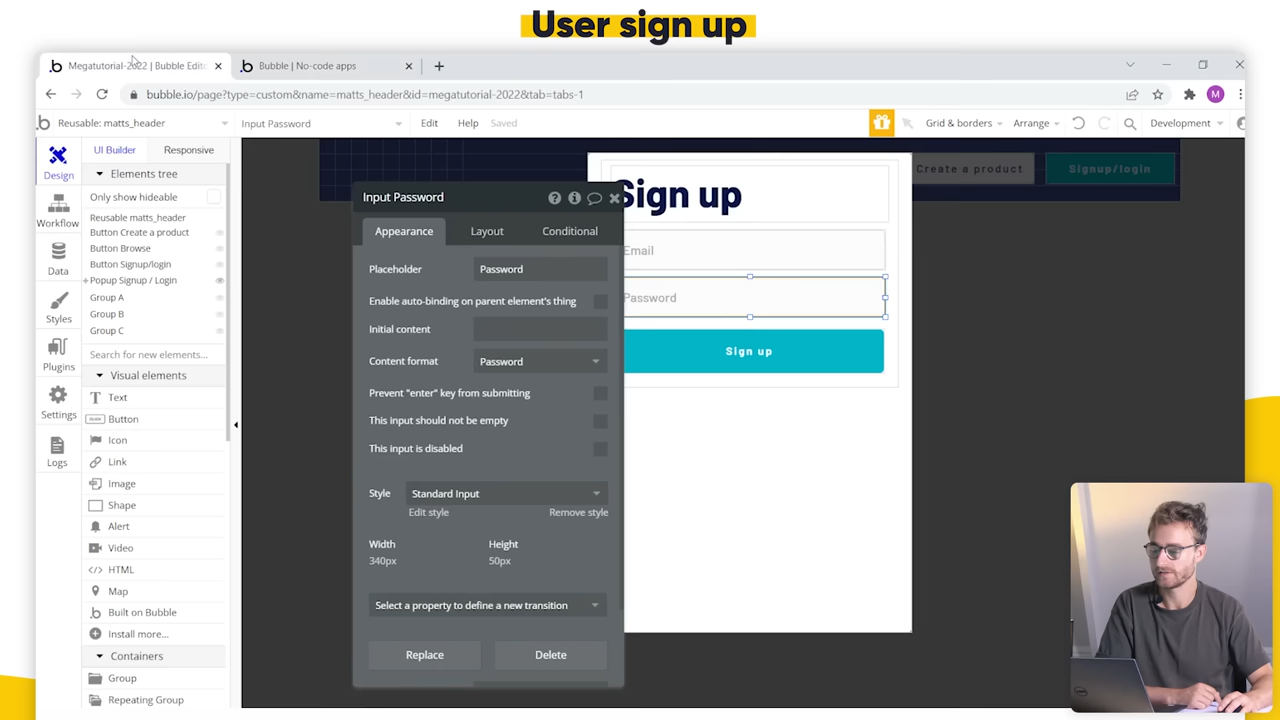 User sign up
Megatutorial-2022 | Bubble Edito
Bubble | No-code apps
bubble.io/page?type=custom&name=matts_header&id=megatutorial-2022&tab=tabs-1
M
Reusable: matts_header
Input Password
Edit
Help
Saved
Grid & borders
Arrange
Development
Design
UI Builder
Responsive
Elements tree
Only show hideable
Reusable matts_header
Button Create a product
Button Browse
Button Signup/login
Popup Signup / Login
Group A
Group B
Group C
Search for new elements...
Visual elements
Text
Button
Icon
Link
Image
Shape
Alert
Video
HTML
Map
Built on Bubble
Install more...
Containers
Group
Repeating Group
Workflow
Data
Styles
Plugins
Settings
Logs
Input Password
Appearance
Layout
Conditional
Placeholder
Password
Enable auto-binding on parent element's thing
Initial content
Content format
Password
Prevent "enter" key from submitting
This input should not be empty
This input is disabled
Style
Standard Input
Edit style
Remove style
Width
Height
340px
50px
Select a property to define a new transition
Replace
Delete
Sign up
Email
Password
Sign up
Create a product
Signup/login